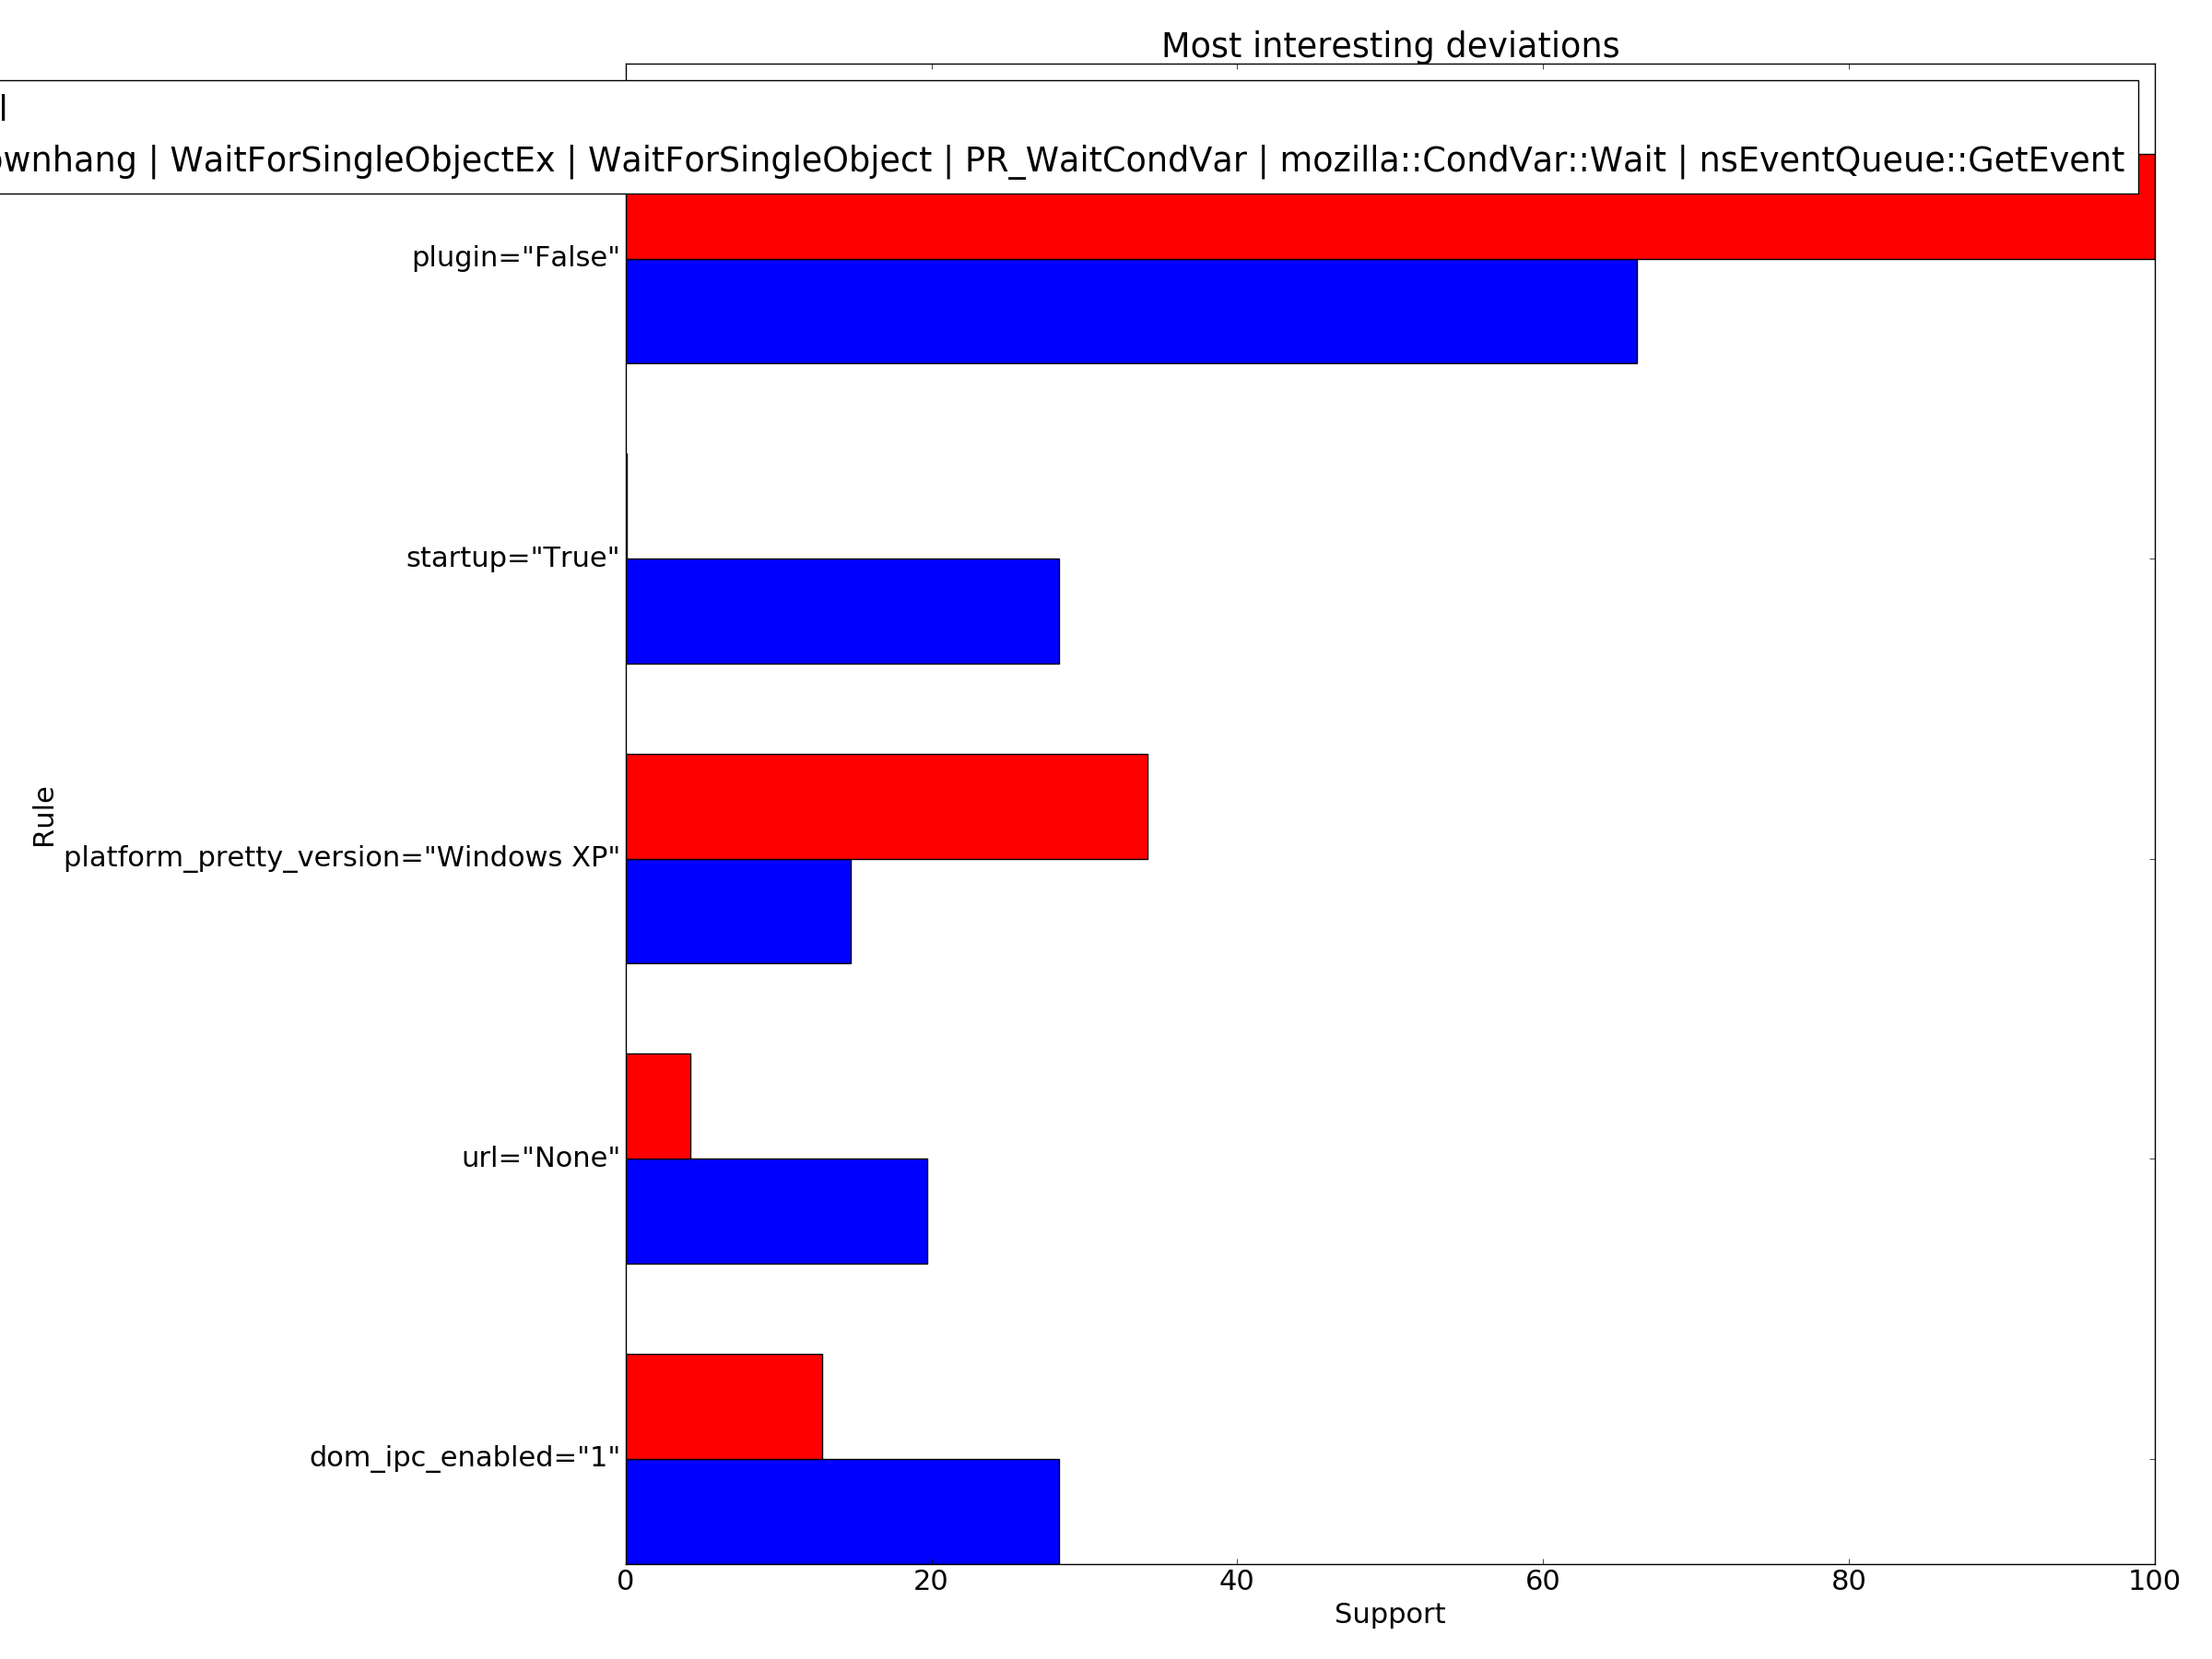 Most interesting deviations
l
wnhang | WaitForSingleObjectEx | WaitForSingleObject | PR_WaitCondVar | mozilla::CondVar::Wait | nsEventQueue::GetEvent
plugin="False"
startup="True"
platform_pretty_version="Windows XP"
url="None"
dom_ipc_enabled="1"
Rule
0 20 40 60 80 100
Support